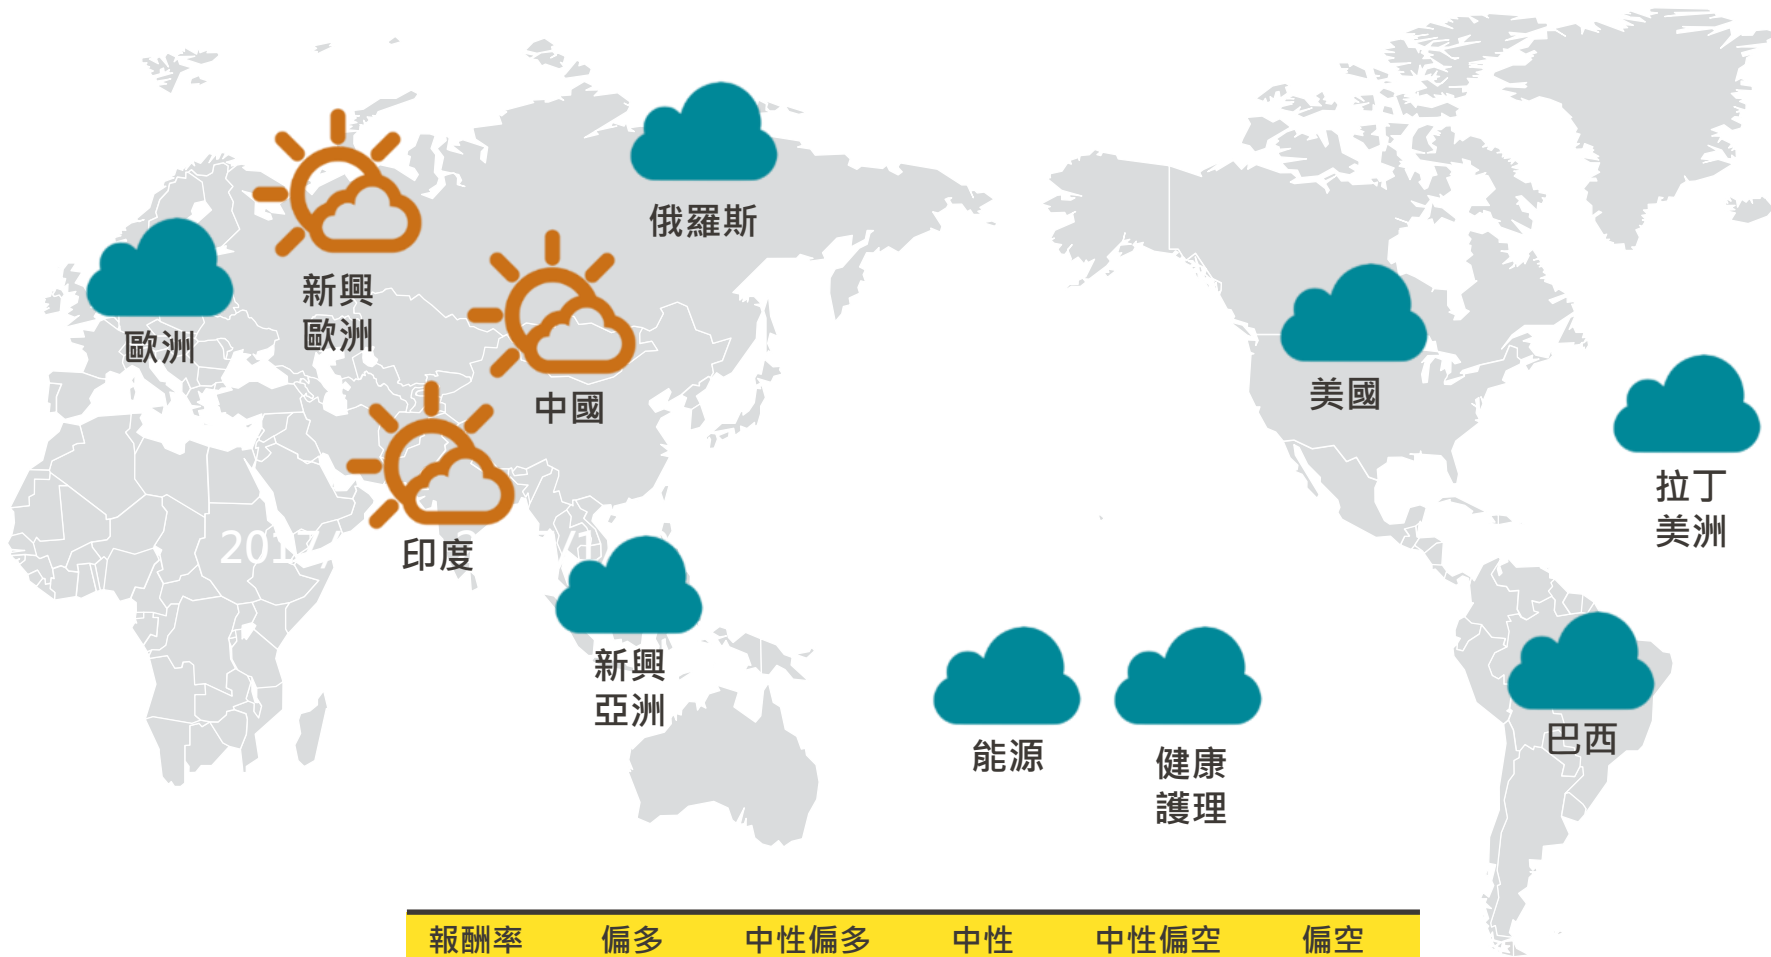 俄羅斯
新興
歐洲
歐洲
中國
美國
拉丁
美洲
印度
2017
新興
亞洲
能源
健康
護理
巴西
報酬率 偏多 中性偏多 中性 中性偏空 偏空